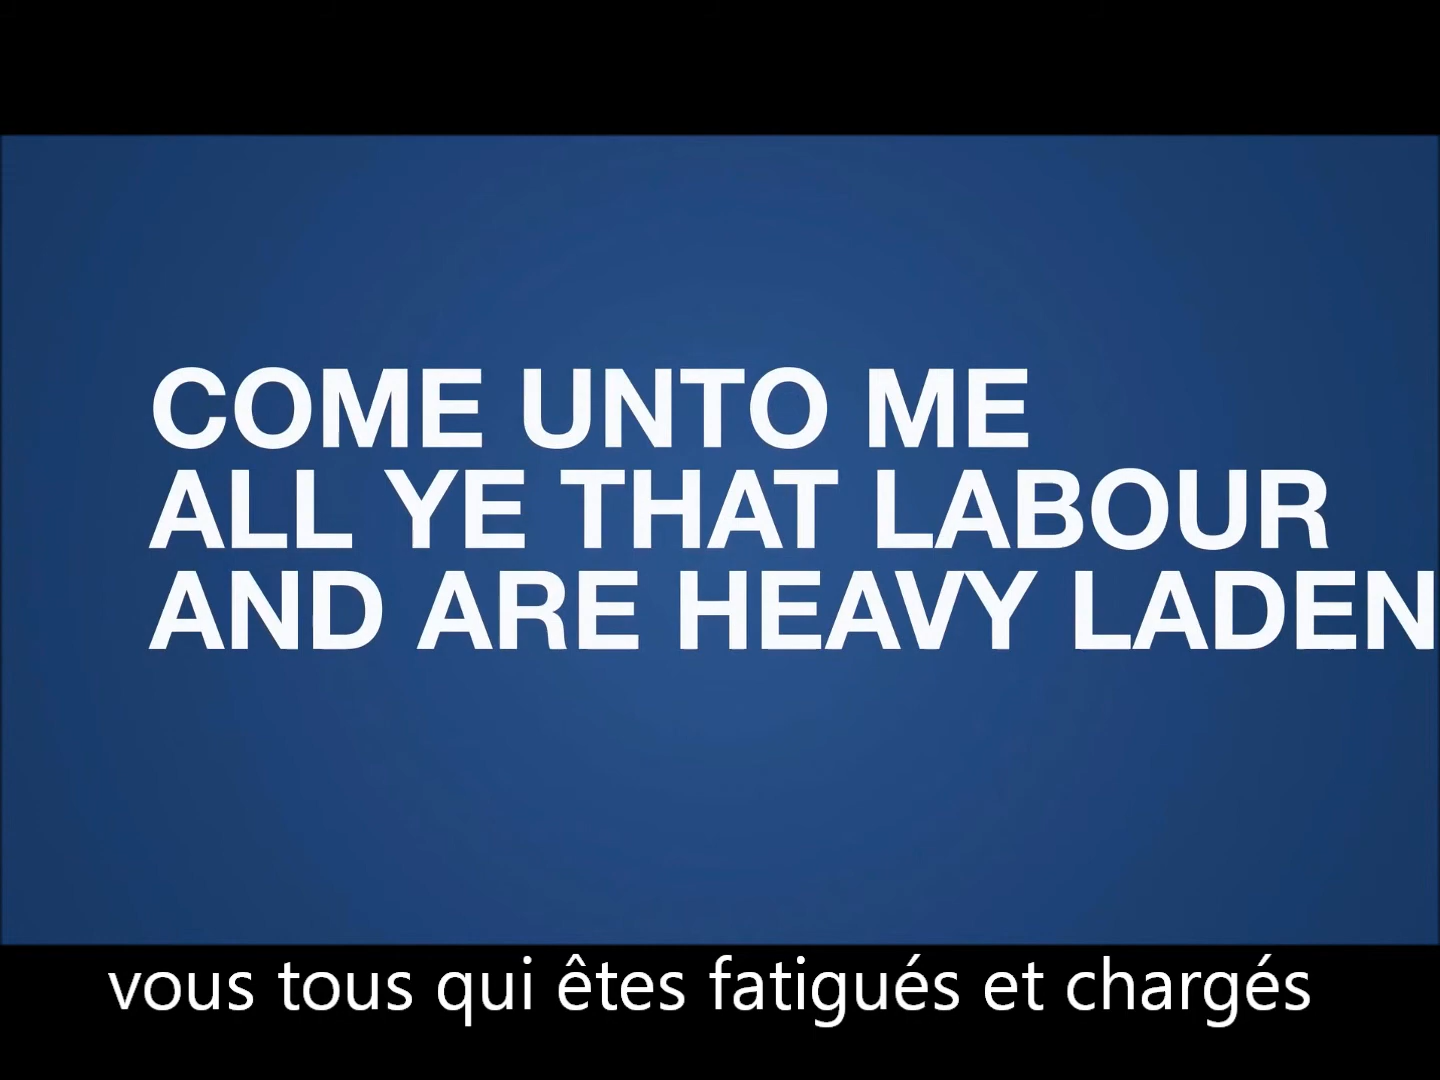 COME UNTO ME
ALL YE THAT LABOUR
AND ARE HEAVY LADEN
vous tous qui êtes fatigués et chargés